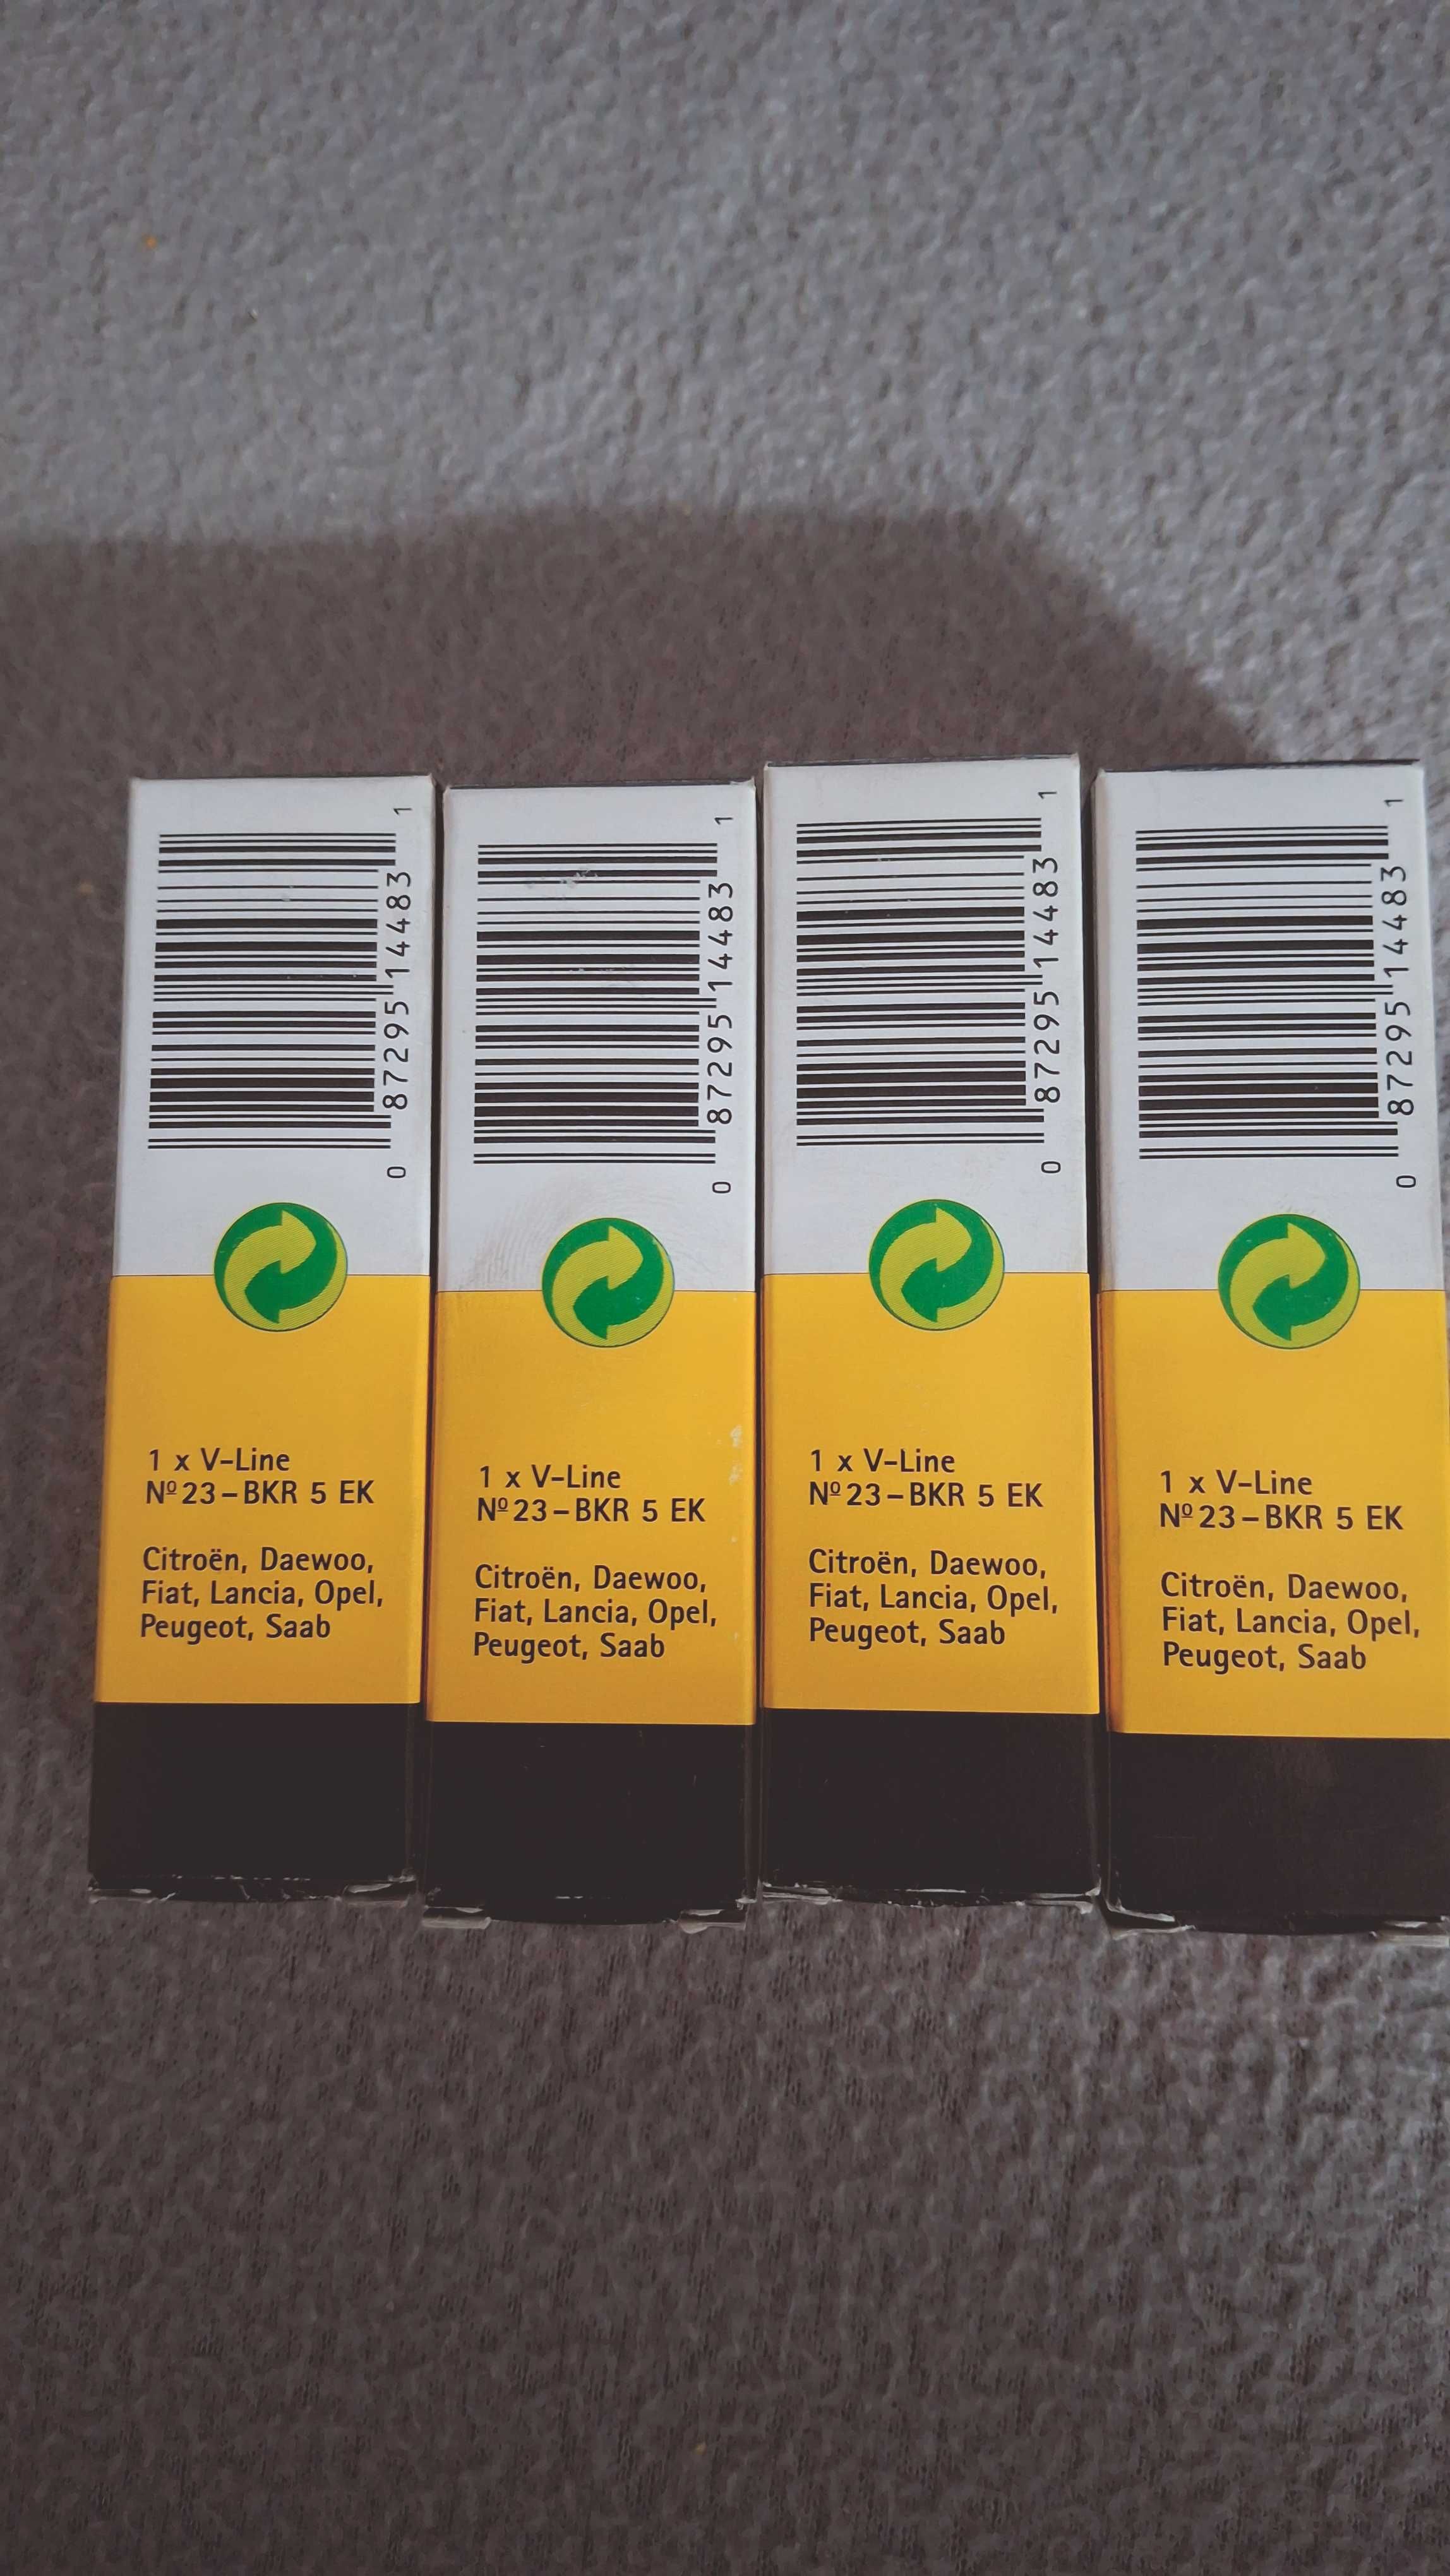 0 87295 14483 1
1 x V-Line
Nº 23 – BKR 5 EK
Citroën, Daewoo,
Fiat, Lancia, Opel,
Peugeot, Saab
0 87295 14483 1
1 x V-Line
Nº 23 – BKR 5 EK
Citroën, Daewoo,
Fiat, Lancia, Opel,
Peugeot, Saab
0 87295 14483 1
1 x V-Line
Nº 23 – BKR 5 EK
Citroën, Daewoo,
Fiat, Lancia, Opel,
Peugeot, Saab
0 87295 14483 1
1 x V-Line
Nº 23 – BKR 5 EK
Citroën, Daewoo,
Fiat, Lancia, Opel,
Peugeot, Saab